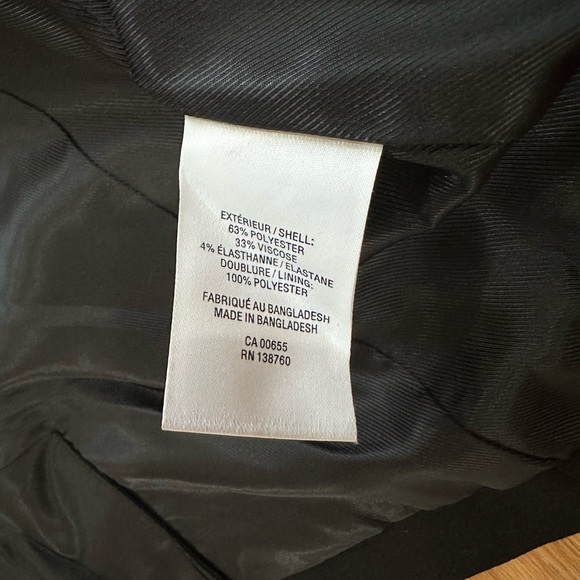 EXTÉRIEUR / SHELL:
63% POLYESTER
33% VISCOSE
4% ÉLASTHANNE / ELASTANE
DOUBLURE / LINING:
100% POLYESTER
FABRIQUÉ AU BANGLADESH
MADE IN BANGLADESH
CA 00655
RN 138760